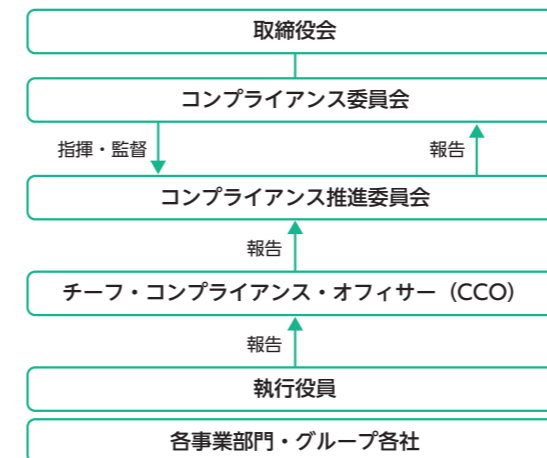 取締役会
コンプライアンス委員会
指揮・監督
報告
コンプライアンス推進委員会
報告
チーフ・コンプライアンス・オフィサー（CCO）
報告
執行役員
各事業部門・グループ各社